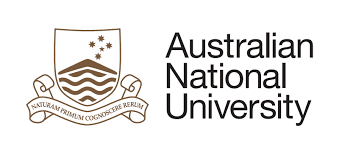 Australian
National
University
NATURAM PRIMUM COGNOSCERE RERUM